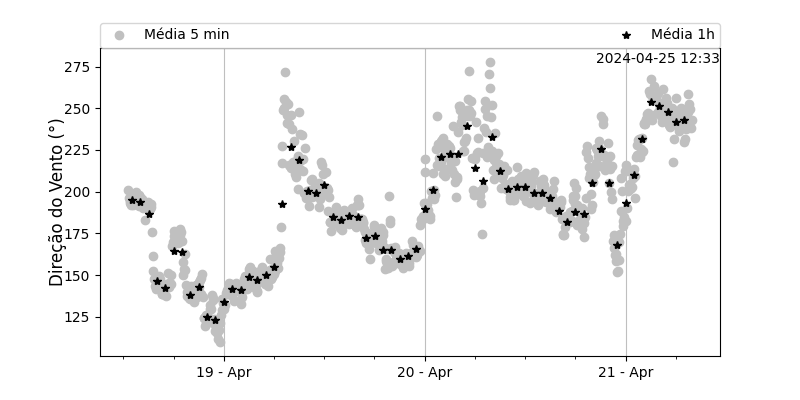 Média 5 min
Média 1h
2024-04-25 12:33
Direção do Vento (°)
275
250
225
200
175
150
125
19 - Apr
20 - Apr
21 - Apr